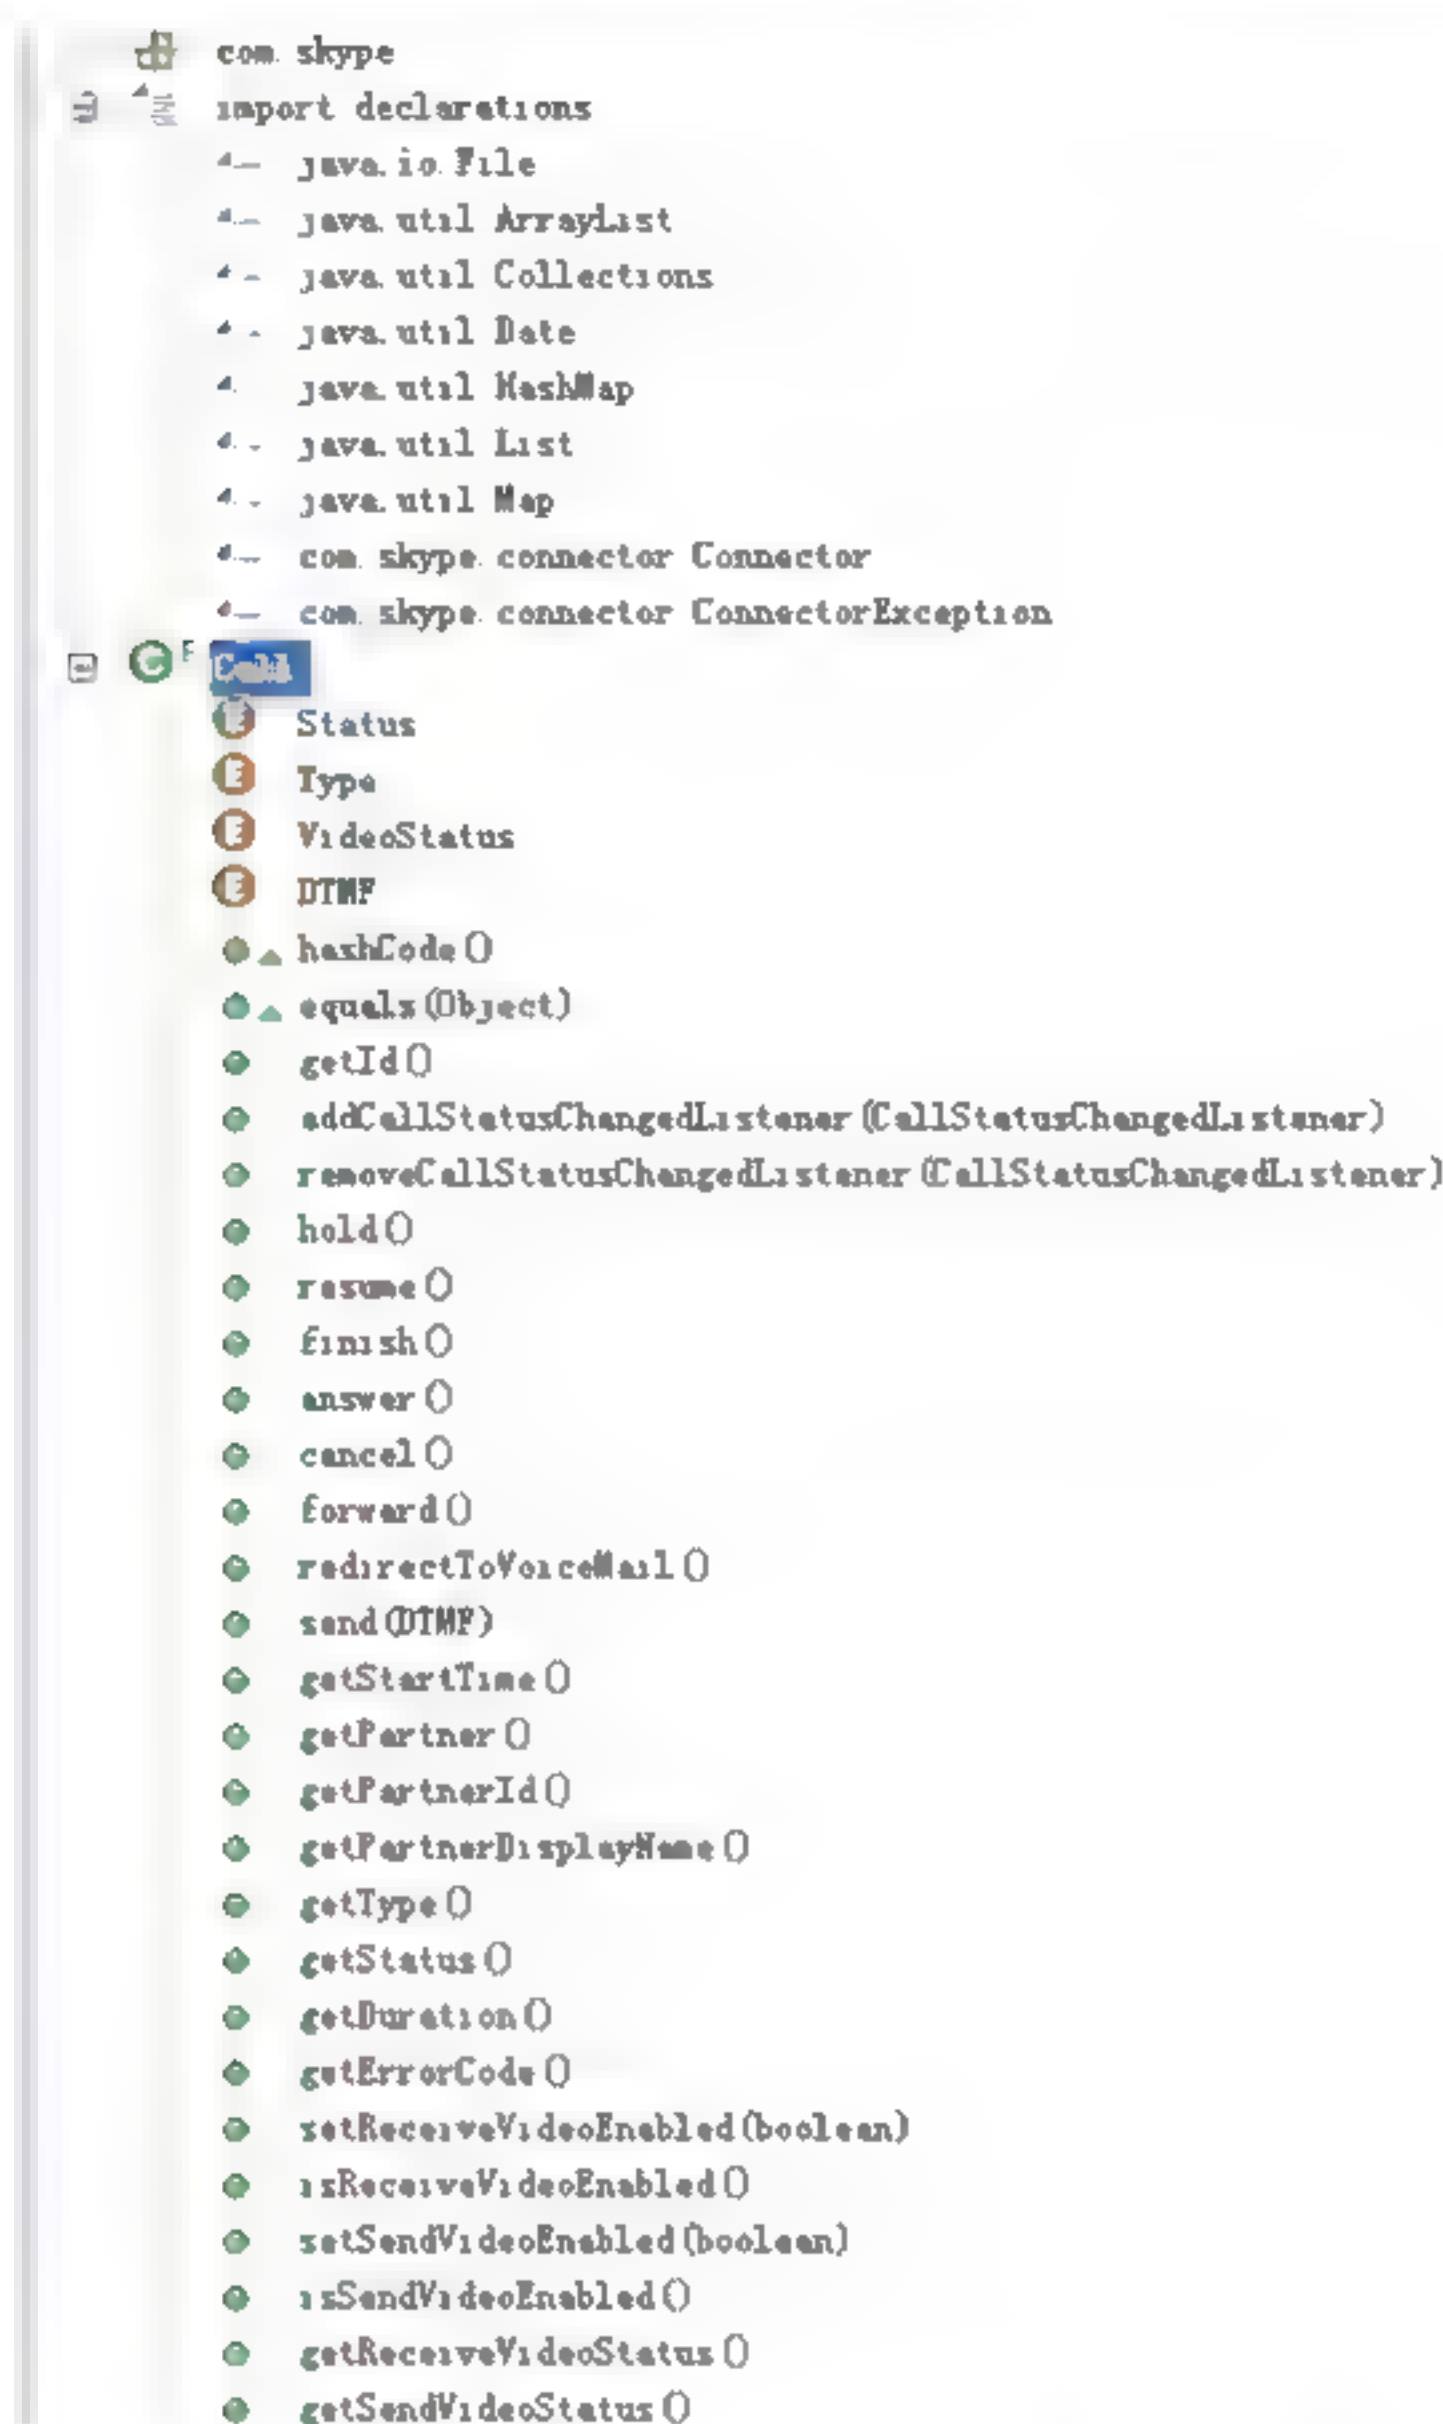 com.skype
import declarations
java.io.File
java.util.ArrayList
java.util.Collections
java.util.Date
java.util.HashMap
java.util.List
java.util.Map
com.skype.connector.Connector
com.skype.connector.ConnectorException
F
Call
E Status
E Type
E VideoStatus
E DTMF
hashCode()
equals(Object)
getId()
addCallStatusChangedListener(CallStatusChangedListener)
removeCallStatusChangedListener(CallStatusChangedListener)
hold()
resume()
finish()
answer()
cancel()
forward()
redirectToVoiceMail()
send(DTMF)
getStartTime()
getPartner()
getPartnerId()
getPartnerDisplayName()
getType()
getStatus()
getDuration()
getErrorCode()
setReceiveVideoEnabled(boolean)
isReceiveVideoEnabled()
setSendVideoEnabled(boolean)
isSendVideoEnabled()
getReceiveVideoStatus()
getSendVideoStatus()